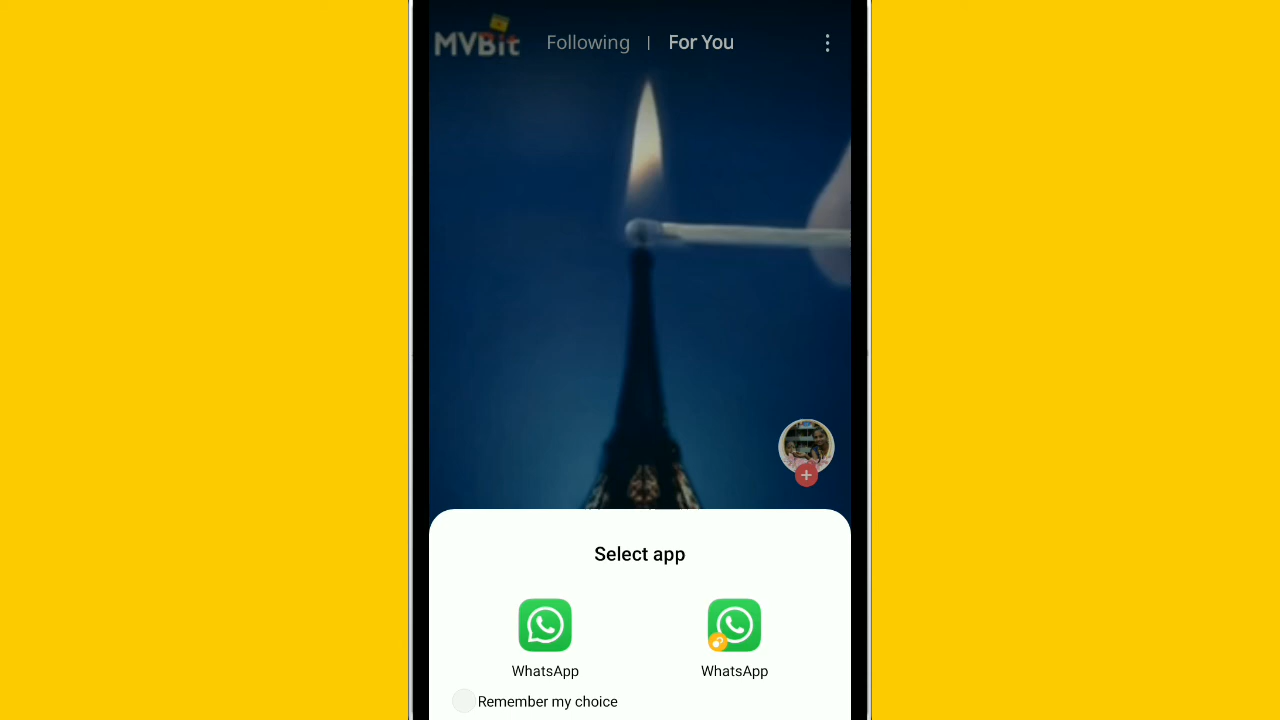 MVBit
Following | For You
Select app
WhatsApp
WhatsApp
Remember my choice